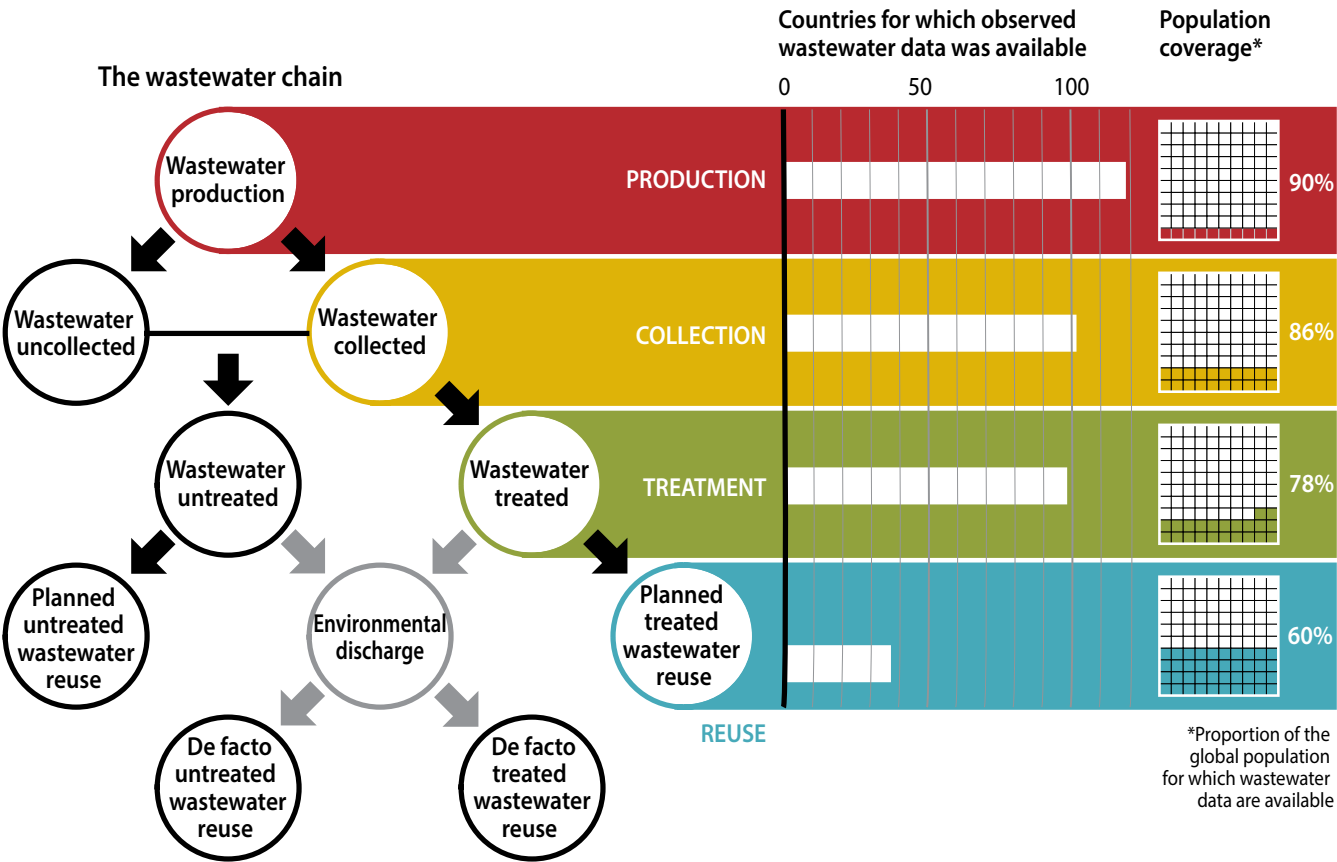 Countries for which observed
wastewater data was available
Population
coverage*
The wastewater chain
0 50 100
Wastewater
production
PRODUCTION
90%
Wastewater
uncollected
Wastewater
collected
COLLECTION
86%
Wastewater
untreated
Wastewater
treated
TREATMENT
78%
Planned
untreated
wastewater
reuse
Environmental
discharge
Planned
treated
wastewater
reuse
60%
REUSE
De facto
untreated
wastewater
reuse
De facto
treated
wastewater
reuse
*Proportion of the
global population
for which wastewater
data are available